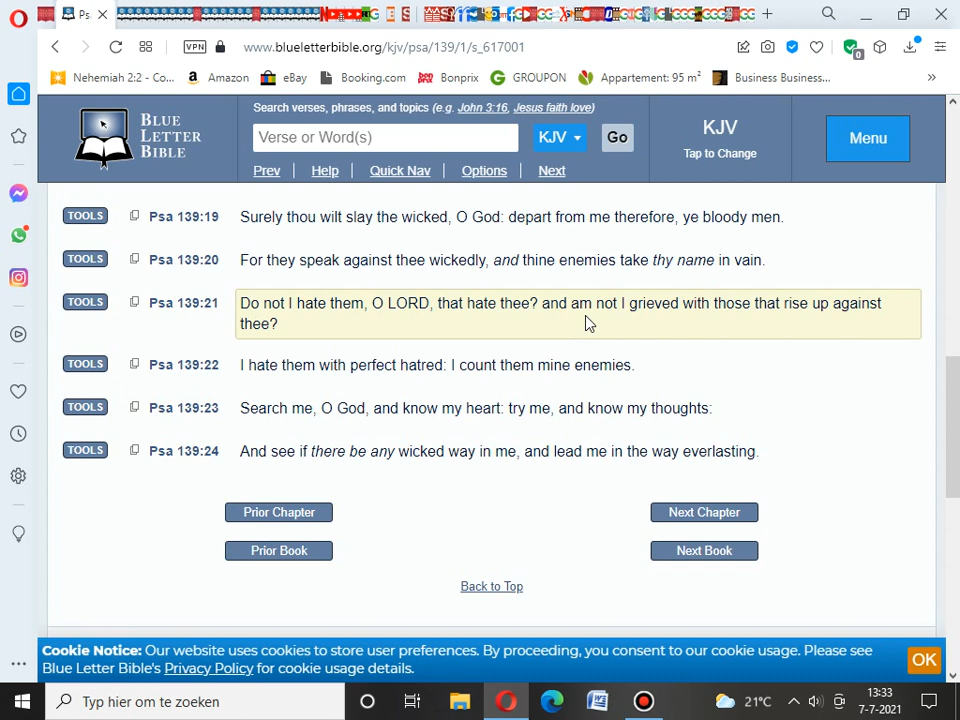 Ps
www.blueletterbible.org/kjv/psa/139/1/s_617001
VPN
0
Nehemiah 2:2 - Co... Amazon eBay Booking.com bon prix Bonprix GROUPON Appartement: 95 m² Business Business... »
BLUE
LETTER
BIBLE
Search verses, phrases, and topics (e.g. John 3:16, Jesus faith love)
Verse or Word(s) KJV Go
Prev | Help | Quick Nav | Options | Next
KJV
Tap to Change
Menu
TOOLS Psa 139:19 Surely thou wilt slay the wicked, O God: depart from me therefore, ye bloody men.
TOOLS Psa 139:20 For they speak against thee wickedly, and thine enemies take thy name in vain.
TOOLS Psa 139:21 Do not I hate them, O LORD, that hate thee? and am not I grieved with those that rise up against
thee?
TOOLS Psa 139:22 I hate them with perfect hatred: I count them mine enemies.
TOOLS Psa 139:23 Search me, O God, and know my heart: try me, and know my thoughts:
TOOLS Psa 139:24 And see if there be any wicked way in me, and lead me in the way everlasting.
Prior Chapter Next Chapter
Prior Book Next Book
Back to Top
Cookie Notice: Our website uses cookies to store user preferences. By proceeding, you consent to our cookie usage. Please see
Blue Letter Bible's Privacy Policy for cookie usage details.
OK
Typ hier om te zoeken
21°C
13:33
7-7-2021